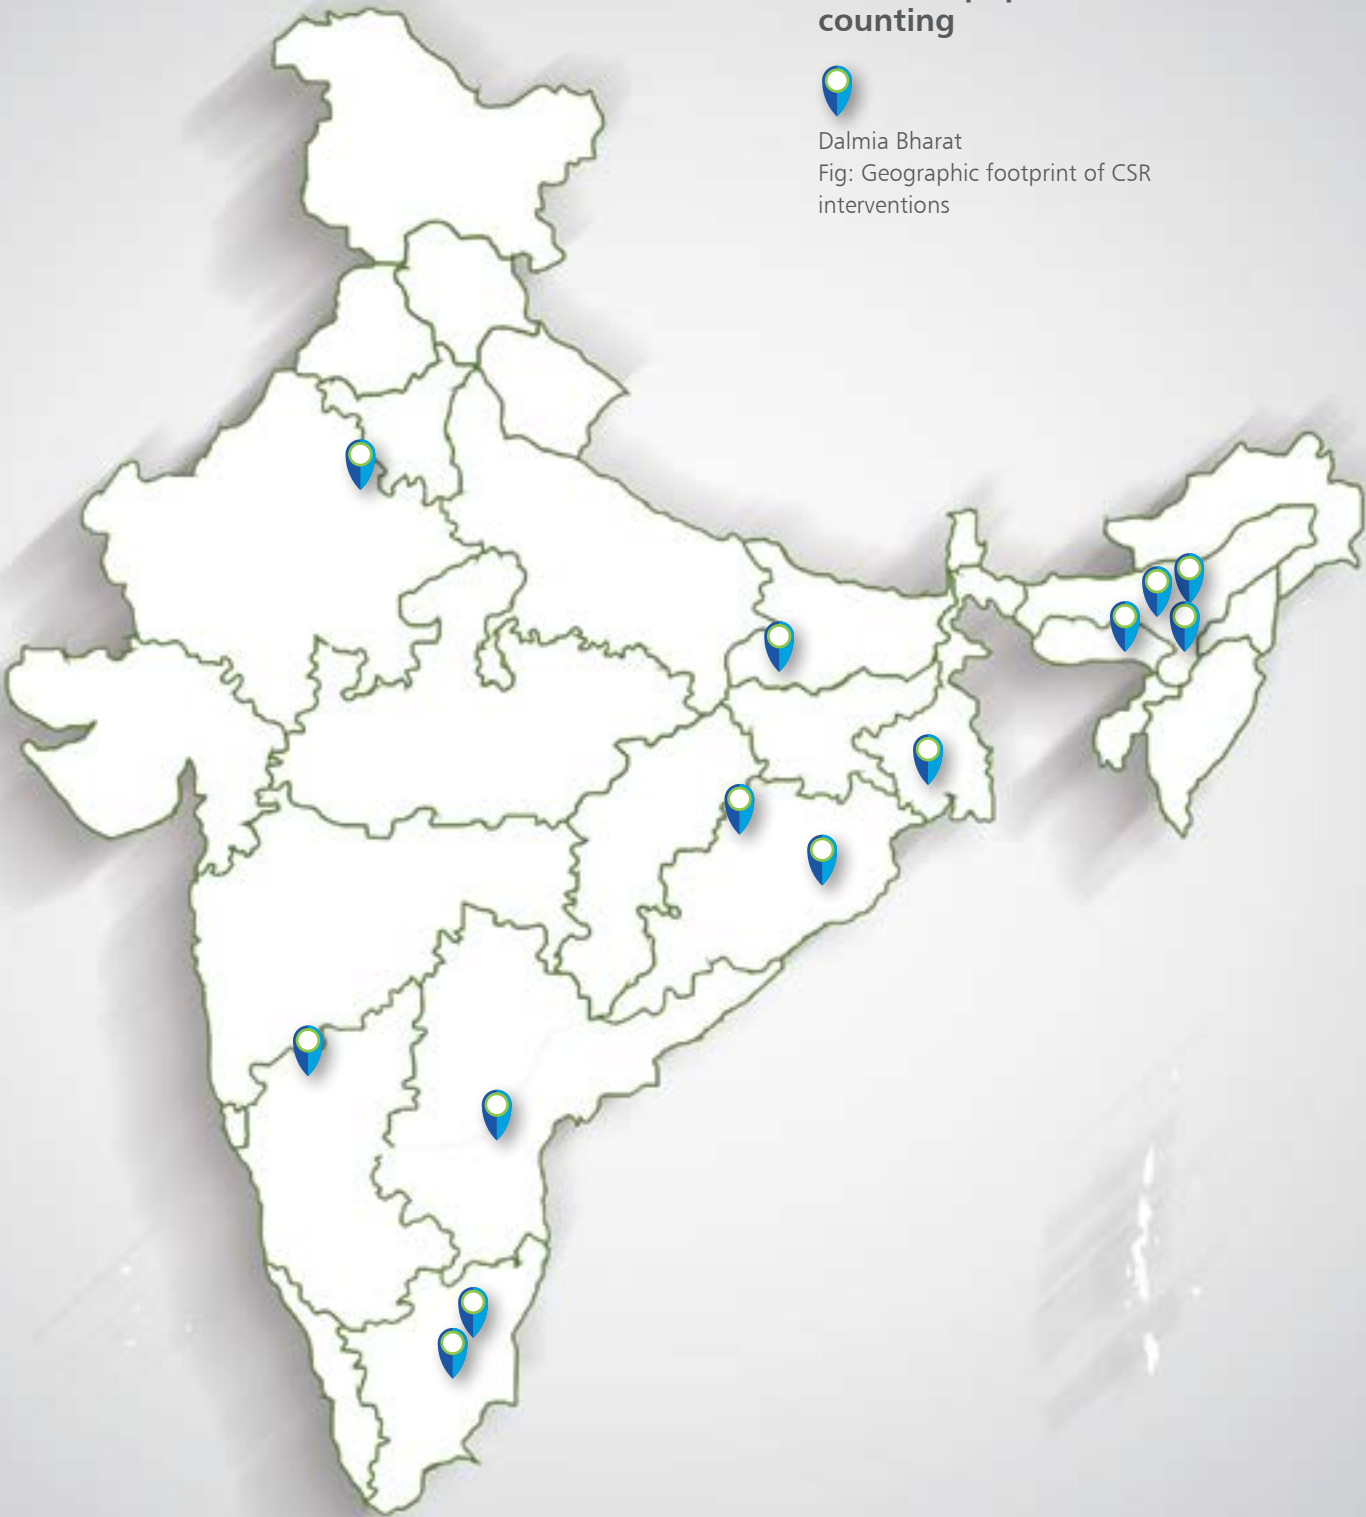 counting
Dalmia Bharat
Fig: Geographic footprint of CSR
interventions